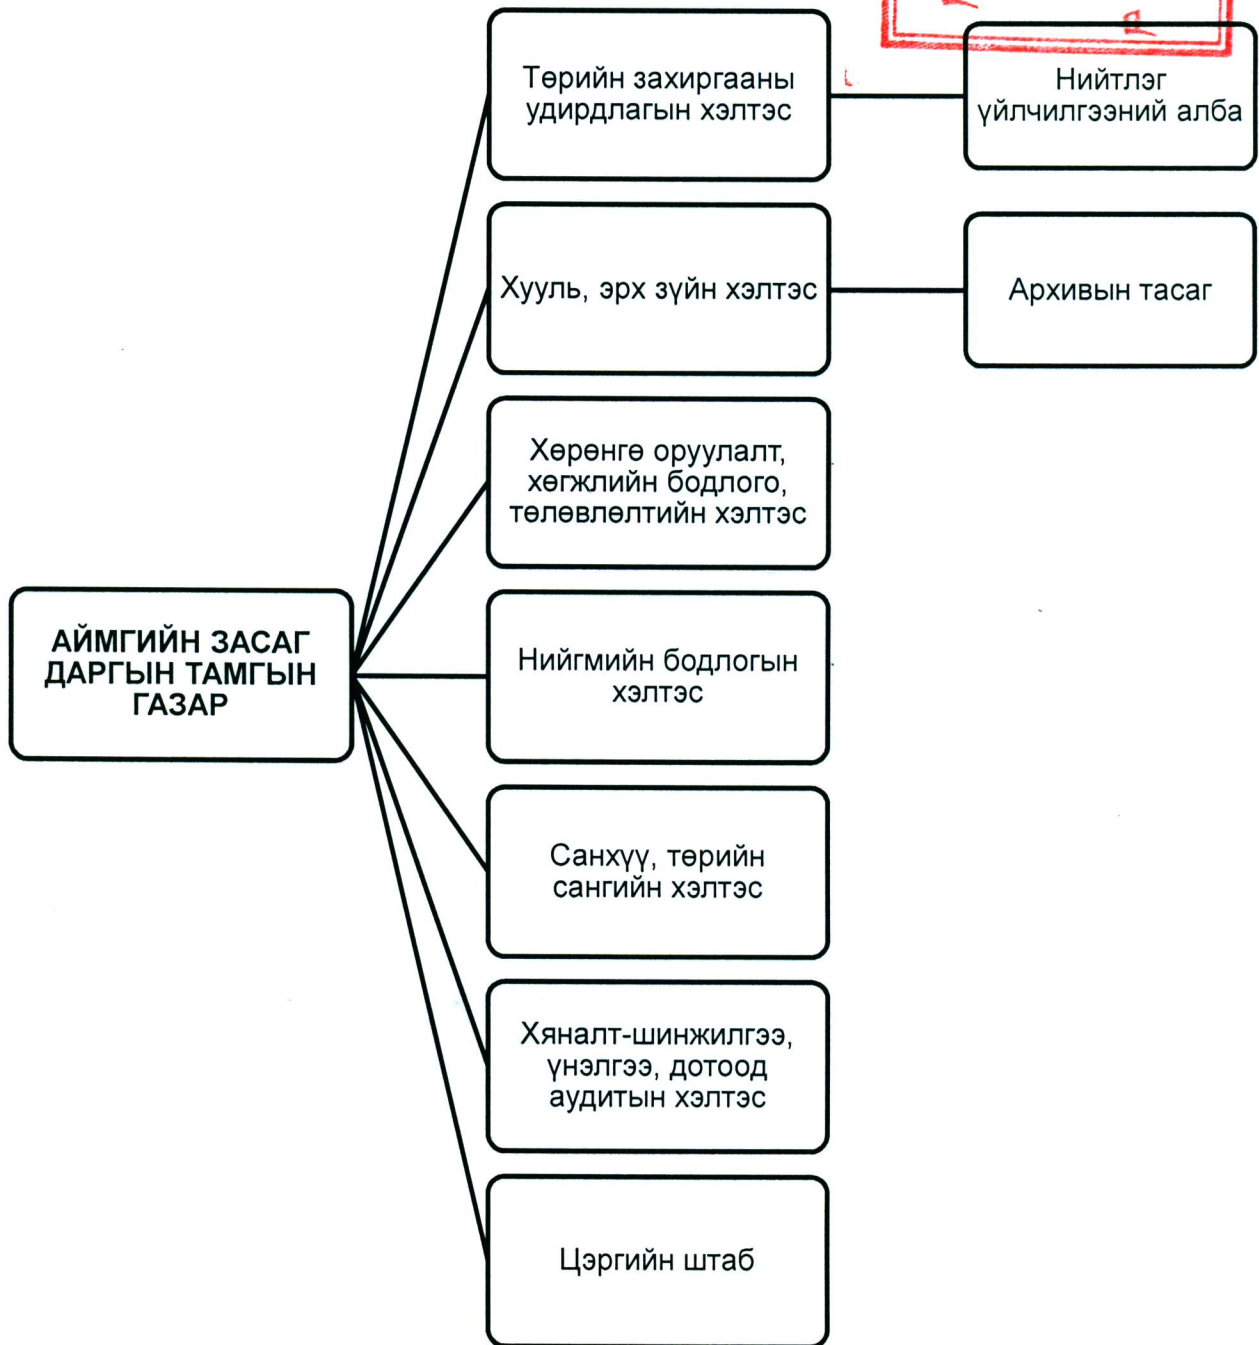 Төрийн захиргааны
удирдлагын хэлтэс
Нийтлэг
үйлчилгээний алба
Хууль, эрх зүйн хэлтэс
Архивын тасаг
Хөрөнгө оруулалт,
хөгжлийн бодлого,
төлөвлөлтийн хэлтэс
АЙМГИЙН ЗАСАГ
ДАРГЫН ТАМГЫН
ГАЗАР
Нийгмийн бодлогын
хэлтэс
Санхүү, төрийн
сангийн хэлтэс
Хяналт-шинжилгээ,
үнэлгээ, дотоод
аудитын хэлтэс
Цэргийн штаб